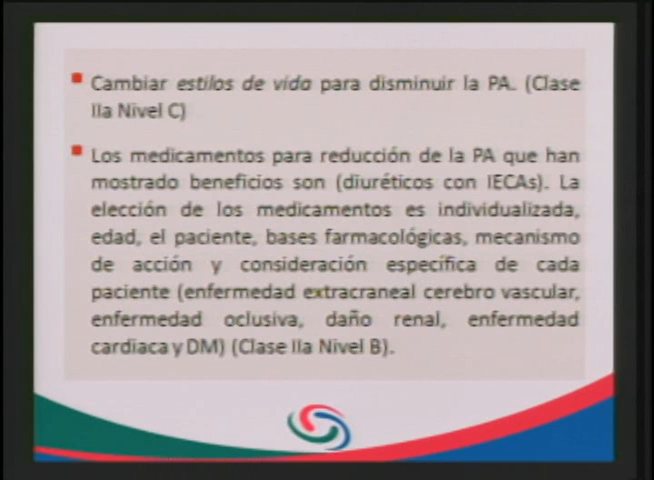 Cambiar estilos de vida para disminuir la PA. (Clase
IIa Nivel C)
Los medicamentos para reducción de la PA que han
mostrado beneficios son (diuréticos con IECAs). La
elección de los medicamentos es individualizada,
edad, el paciente, bases farmacológicas, mecanismo
de acción y consideración específica de cada
paciente (enfermedad extracraneal cerebro vascular,
enfermedad oclusiva, daño renal, enfermedad
cardiaca y DM) (Clase IIa Nivel B).